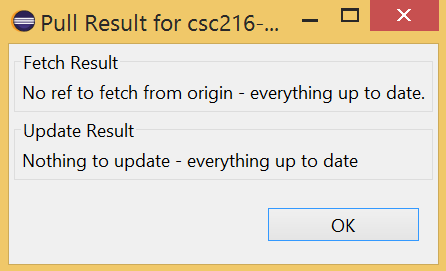 Pull Result for csc216-...
Fetch Result
No ref to fetch from origin - everything up to date.
Update Result
Nothing to update - everything up to date
OK